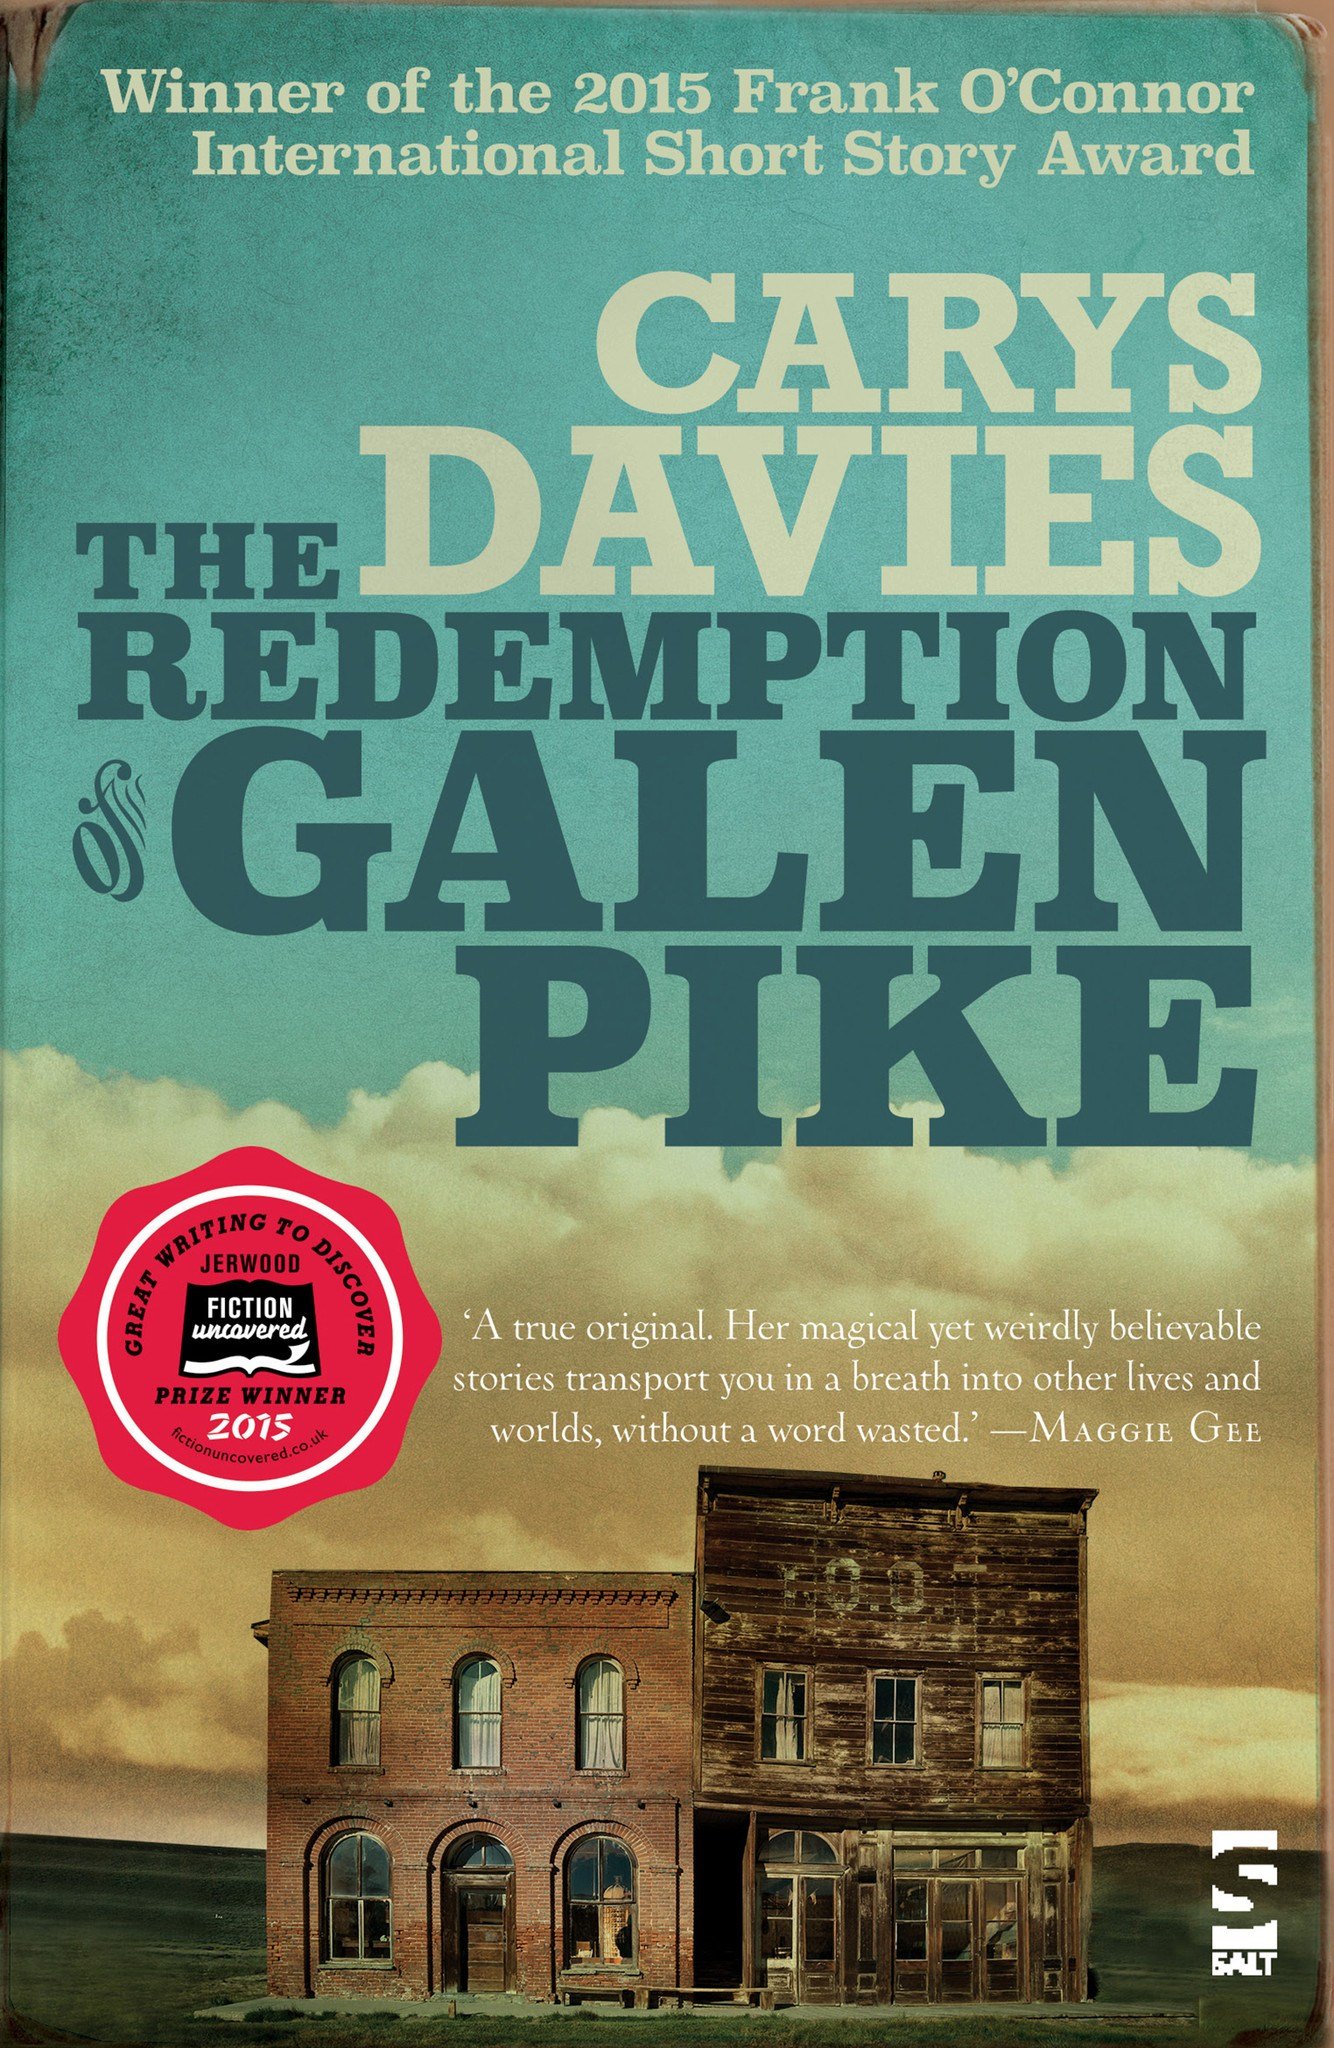 Winner of the 2015 Frank O'Connor
International Short Story Award
CARYS
DAVIES
THE
REDEMPTION
of
GALEN
PIKE
GREAT WRITING TO DISCOVER
JERWOOD
FICTION
uncovered
PRIZE WINNER
2015
fictionuncovered.co.uk
‘A true original. Her magical yet weirdly believable
stories transport you in a breath into other lives and
worlds, without a word wasted.’ —MAGGIE GEE
SALT